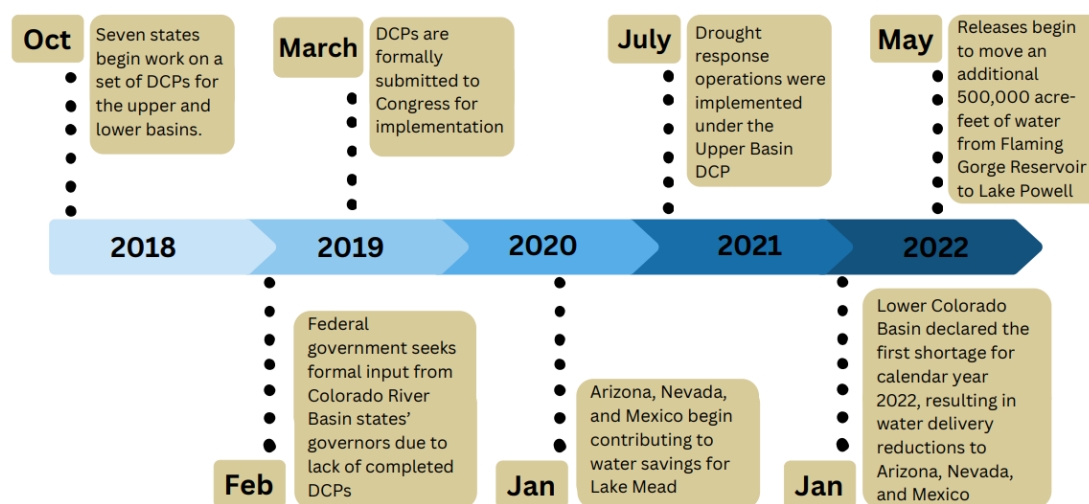 Oct
Seven states
begin work on a
set of DCPs for
the upper and
lower basins.
March
DCPs are
formally
submitted to
Congress for
implementation
July
Drought
response
operations were
implemented
under the
Upper Basin
DCP
May
Releases begin
to move an
additional
500,000 acre-
feet of water
from Flaming
Gorge Reservoir
to Lake Powell
2018
2019
2020
2021
2022
Feb
Federal
government seeks
formal input from
Colorado River
Basin states’
governors due to
lack of completed
DCPs
Jan
Arizona, Nevada,
and Mexico begin
contributing to
water savings for
Lake Mead
Jan
Lower Colorado
Basin declared the
first shortage for
calendar year
2022, resulting in
water delivery
reductions to
Arizona, Nevada,
and Mexico